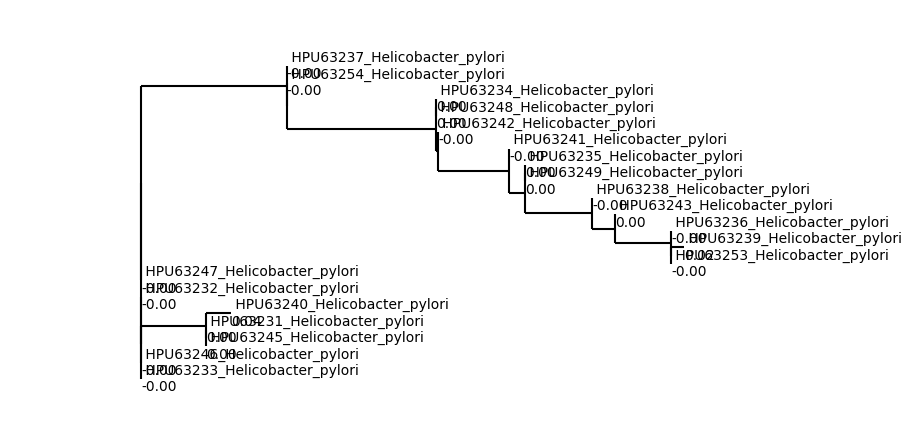 HPU63237_Helicobacter_pylori
-0.00
HPU63254_Helicobacter_pylori
-0.00
HPU63234_Helicobacter_pylori
0.00
HPU63248_Helicobacter_pylori
0.00
HPU63242_Helicobacter_pylori
-0.00
HPU63241_Helicobacter_pylori
-0.00
HPU63235_Helicobacter_pylori
0.00
HPU63249_Helicobacter_pylori
0.00
HPU63238_Helicobacter_pylori
-0.00
HPU63243_Helicobacter_pylori
0.00
HPU63236_Helicobacter_pylori
-0.00
HPU63239_Helicobacter_pylori
0.02
HPU63253_Helicobacter_pylori
-0.00
HPU63247_Helicobacter_pylori
-0.00
HPU63232_Helicobacter_pylori
-0.00
HPU63240_Helicobacter_pylori
0.04
HPU63231_Helicobacter_pylori
0.00
HPU63245_Helicobacter_pylori
0.00
HPU63246_Helicobacter_pylori
-0.00
HPU63233_Helicobacter_pylori
-0.00